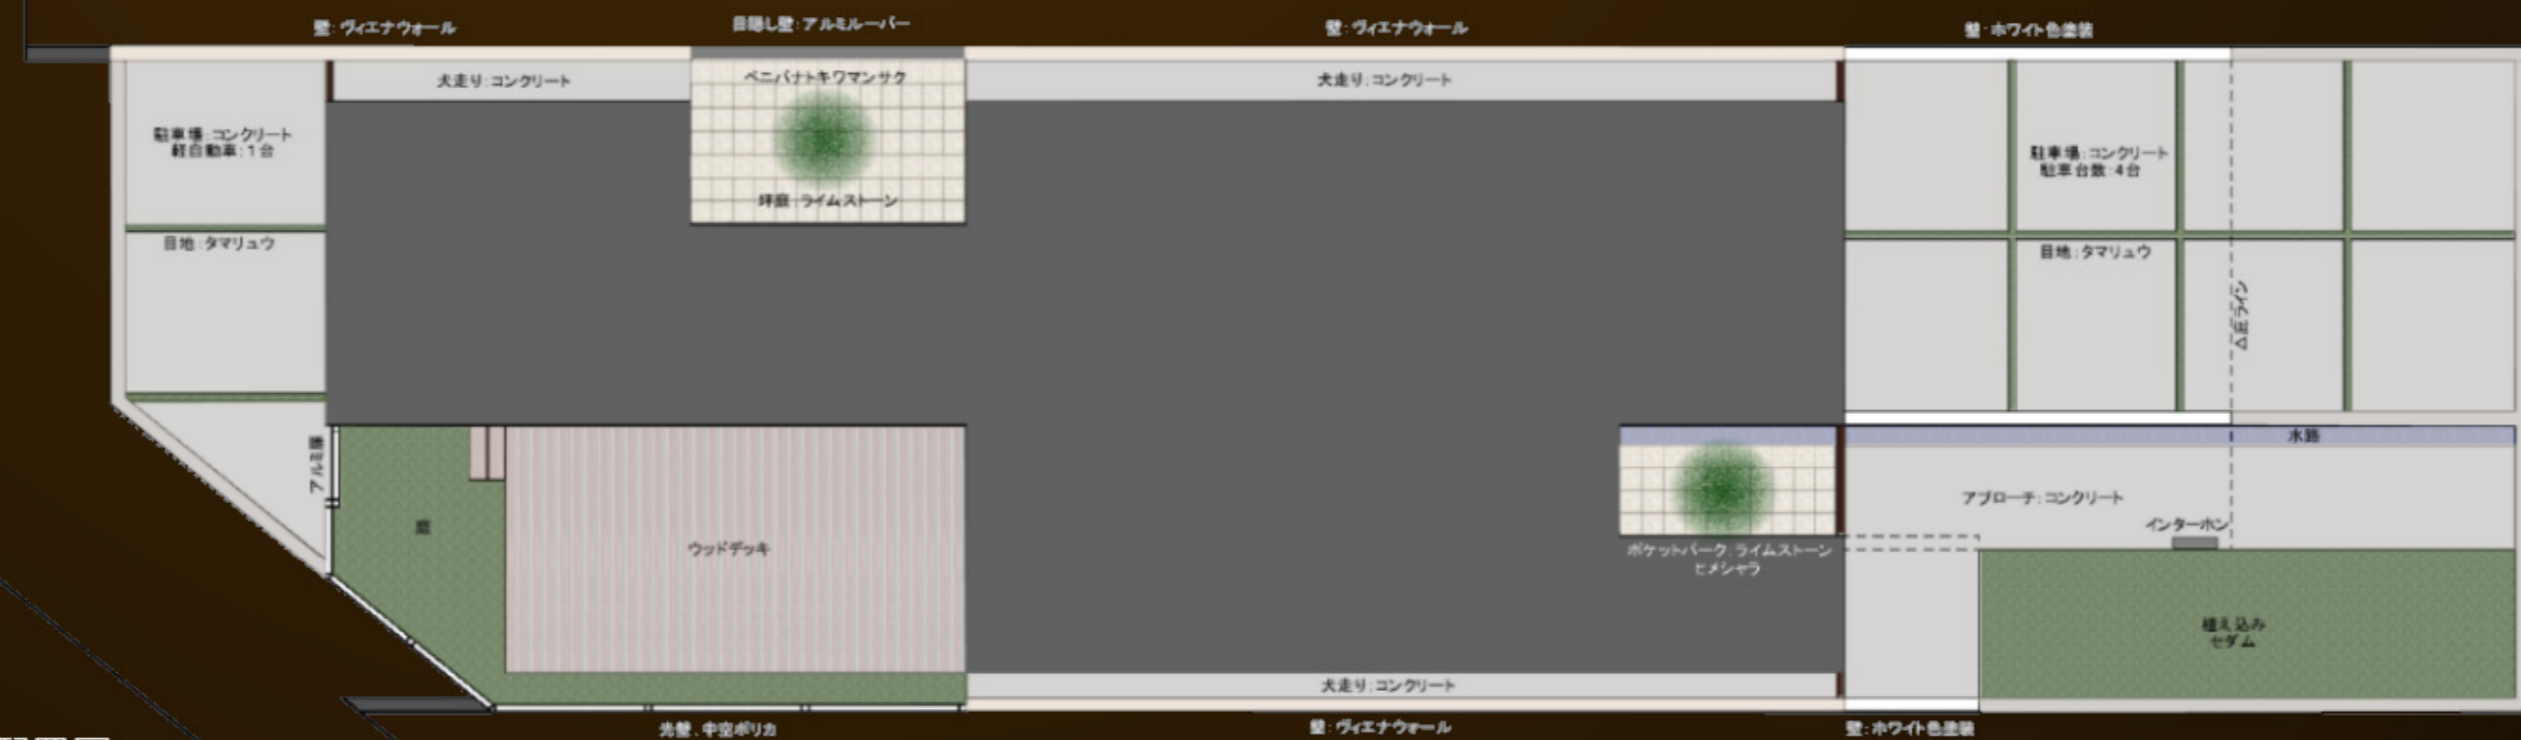 壁:ヴィエナウォール
目隠し壁:アルミルーバー
壁:ヴィエナウォール
壁:ホワイト色塗装
犬走り:コンクリート
ベニバナトキワマンサク
犬走り:コンクリート
駐車場:コンクリート
軽自動車:1台
駐車場:コンクリート
駐車台数:4台
坪庭:ライムストーン
目地:タマリュウ
目地:タマリュウ
水路
アプローチ:コンクリート
インターホン
庭
ウッドデッキ
ポケットパーク:ライムストーン
ヒメシャラ
植え込み
セダム
犬走り:コンクリート
光壁、中空ポリカ
壁:ヴィエナウォール
壁:ホワイト色塗装